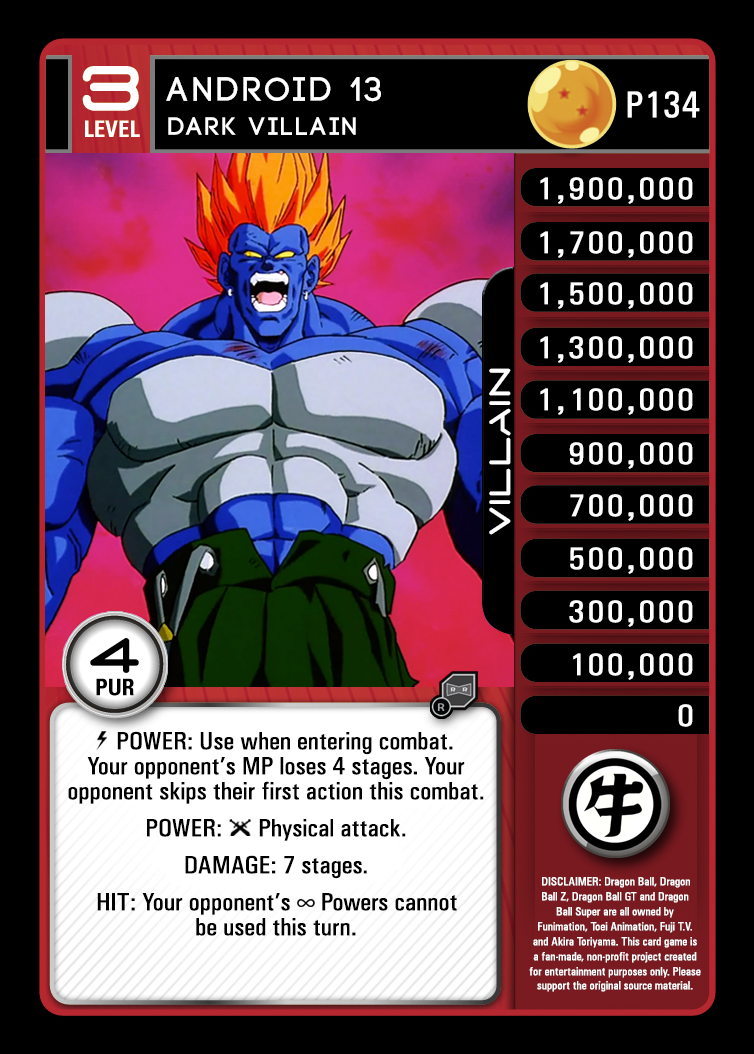 3
LEVEL
ANDROID 13
DARK VILLAIN
P134
1,900,000
1,700,000
1,500,000
1,300,000
1,100,000
900,000
700,000
500,000
300,000
100,000
0
VILLAIN
4
PUR
R R
R
POWER: Use when entering combat.
Your opponent's MP loses 4 stages. Your
opponent skips their first action this combat.
POWER: Physical attack.
DAMAGE: 7 stages.
HIT: Your opponent's ∞ Powers cannot
be used this turn.
牛
DISCLAIMER: Dragon Ball, Dragon
Ball Z, Dragon Ball GT and Dragon
Ball Super are all owned by
Funimation, Toei Animation, Fuji T.V.
and Akira Toriyama. This card game is
a fan-made, non-profit project created
for entertainment purposes only. Please
support the original source material.